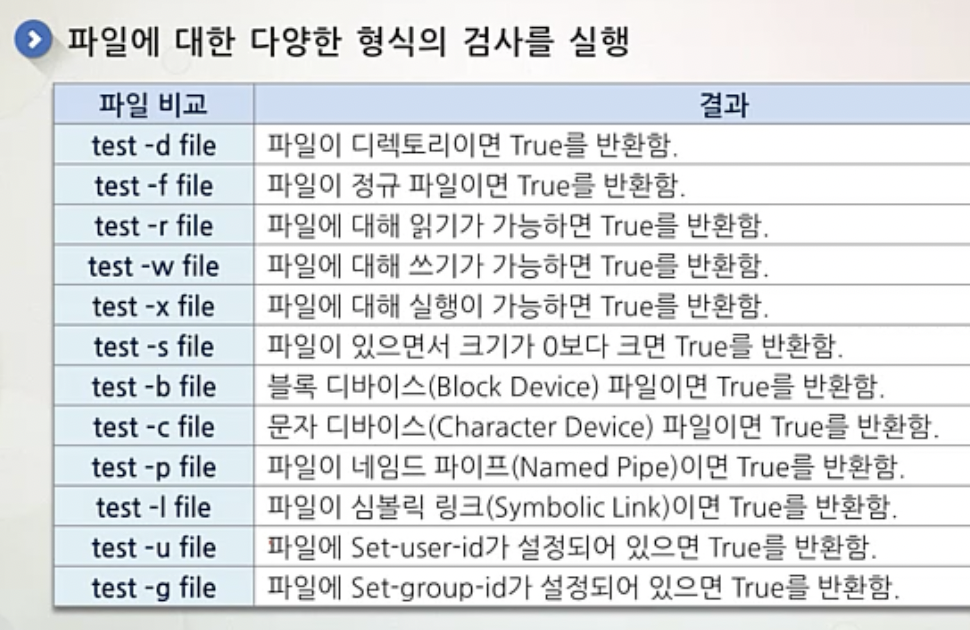 파일에 대한 다양한 형식의 검사를 실행
파일 비교 결과
test -d file 파일이 디렉토리이면 True를 반환함.
test -f file 파일이 정규 파일이면 True를 반환함.
test -r file 파일에 대해 읽기가 가능하면 True를 반환함.
test -w file 파일에 대해 쓰기가 가능하면 True를 반환함.
test -x file 파일에 대해 실행이 가능하면 True를 반환함.
test -s file 파일이 있으면서 크기가 0보다 크면 True를 반환함.
test -b file 블록 디바이스(Block Device) 파일이면 True를 반환함.
test -c file 문자 디바이스(Character Device) 파일이면 True를 반환함.
test -p file 파일이 네임드 파이프(Named Pipe)이면 True를 반환함.
test -l file 파일이 심볼릭 링크(Symbolic Link)이면 True를 반환함.
test -u file 파일에 Set-user-id가 설정되어 있으면 True를 반환함.
test -g file 파일에 Set-group-id가 설정되어 있으면 True를 반환함.